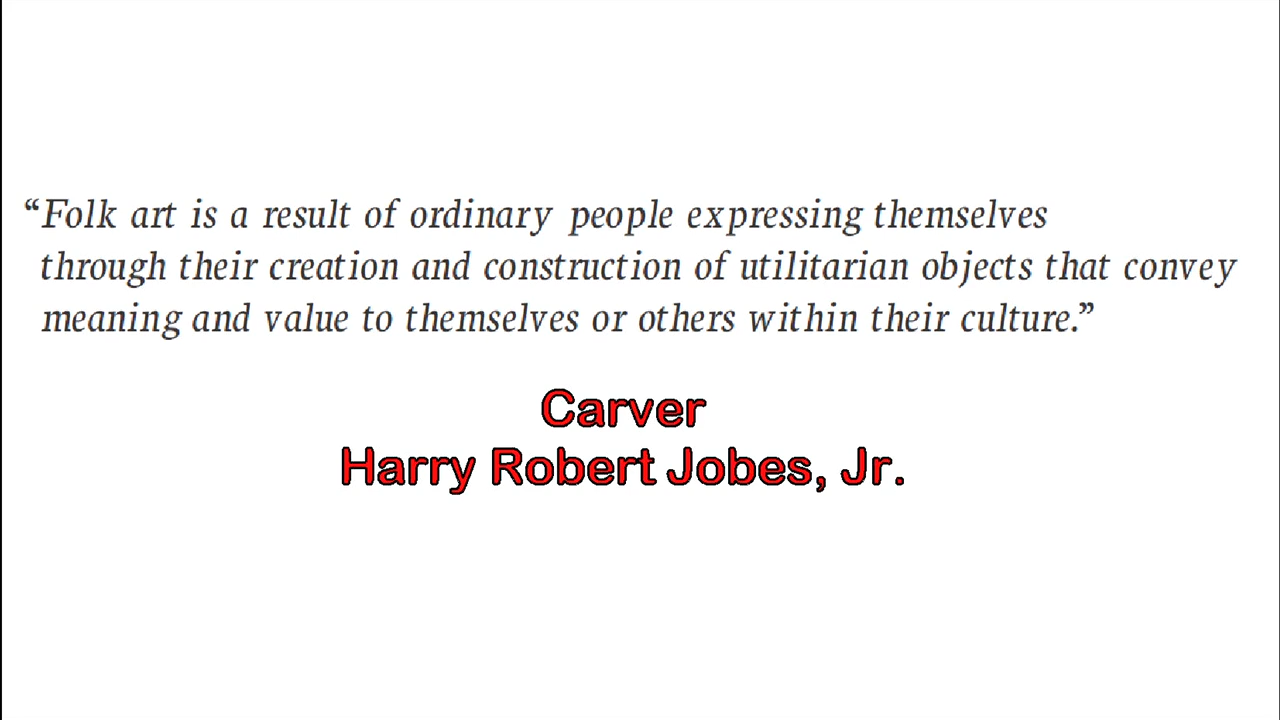 “Folk art is a result of ordinary people expressing themselves
through their creation and construction of utilitarian objects that convey
meaning and value to themselves or others within their culture.”
Carver
Harry Robert Jobes, Jr.